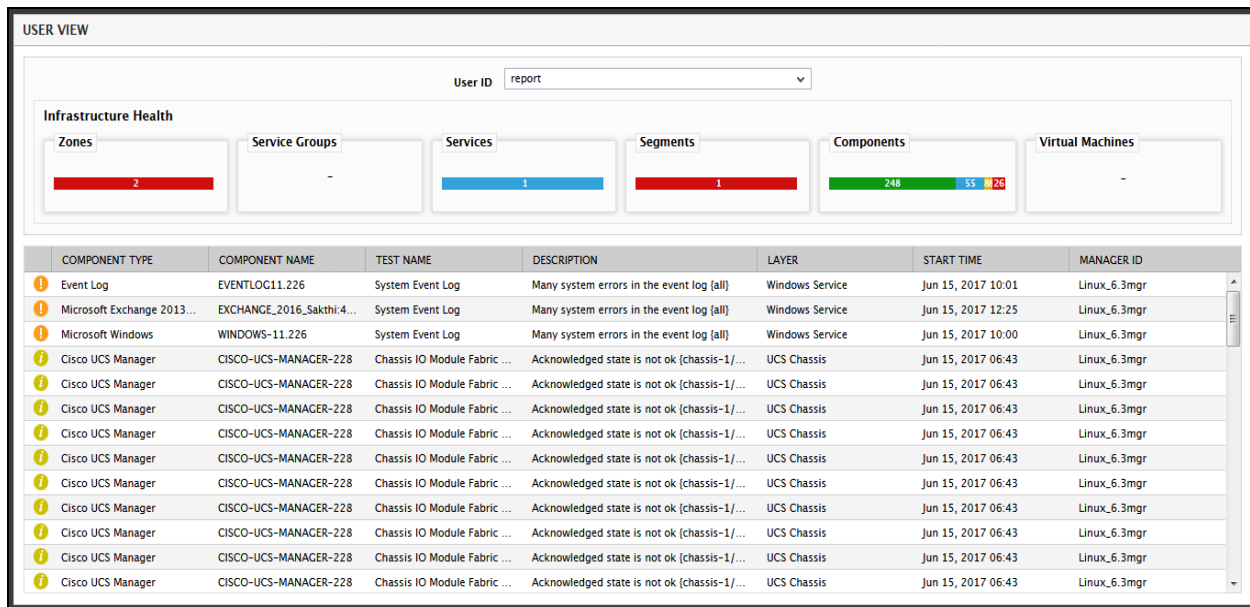 USER VIEW
User ID report
Infrastructure Health
Zones Service Groups Services Segments Components Virtual Machines
2 - 1 1 248 55 26 -
COMPONENT TYPE COMPONENT NAME TEST NAME DESCRIPTION LAYER START TIME MANAGER ID
Event Log EVENTLOG11.226 System Event Log Many system errors in the event log {all} Windows Service Jun 15, 2017 10:01 Linux_6.3mgr
Microsoft Exchange 2013... EXCHANGE_2016_Sakthi:4... System Event Log Many system errors in the event log {all} Windows Service Jun 15, 2017 12:25 Linux_6.3mgr
Microsoft Windows WINDOWS-11.226 System Event Log Many system errors in the event log {all} Windows Service Jun 15, 2017 10:00 Linux_6.3mgr
Cisco UCS Manager CISCO-UCS-MANAGER-228 Chassis IO Module Fabric ... Acknowledged state is not ok {chassis-1/... UCS Chassis Jun 15, 2017 06:43 Linux_6.3mgr
Cisco UCS Manager CISCO-UCS-MANAGER-228 Chassis IO Module Fabric ... Acknowledged state is not ok {chassis-1/... UCS Chassis Jun 15, 2017 06:43 Linux_6.3mgr
Cisco UCS Manager CISCO-UCS-MANAGER-228 Chassis IO Module Fabric ... Acknowledged state is not ok {chassis-1/... UCS Chassis Jun 15, 2017 06:43 Linux_6.3mgr
Cisco UCS Manager CISCO-UCS-MANAGER-228 Chassis IO Module Fabric ... Acknowledged state is not ok {chassis-1/... UCS Chassis Jun 15, 2017 06:43 Linux_6.3mgr
Cisco UCS Manager CISCO-UCS-MANAGER-228 Chassis IO Module Fabric ... Acknowledged state is not ok {chassis-1/... UCS Chassis Jun 15, 2017 06:43 Linux_6.3mgr
Cisco UCS Manager CISCO-UCS-MANAGER-228 Chassis IO Module Fabric ... Acknowledged state is not ok {chassis-1/... UCS Chassis Jun 15, 2017 06:43 Linux_6.3mgr
Cisco UCS Manager CISCO-UCS-MANAGER-228 Chassis IO Module Fabric ... Acknowledged state is not ok {chassis-1/... UCS Chassis Jun 15, 2017 06:43 Linux_6.3mgr
Cisco UCS Manager CISCO-UCS-MANAGER-228 Chassis IO Module Fabric ... Acknowledged state is not ok {chassis-1/... UCS Chassis Jun 15, 2017 06:43 Linux_6.3mgr
Cisco UCS Manager CISCO-UCS-MANAGER-228 Chassis IO Module Fabric ... Acknowledged state is not ok {chassis-1/... UCS Chassis Jun 15, 2017 06:43 Linux_6.3mgr
Cisco UCS Manager CISCO-UCS-MANAGER-228 Chassis IO Module Fabric ... Acknowledged state is not ok {chassis-1/... UCS Chassis Jun 15, 2017 06:43 Linux_6.3mgr